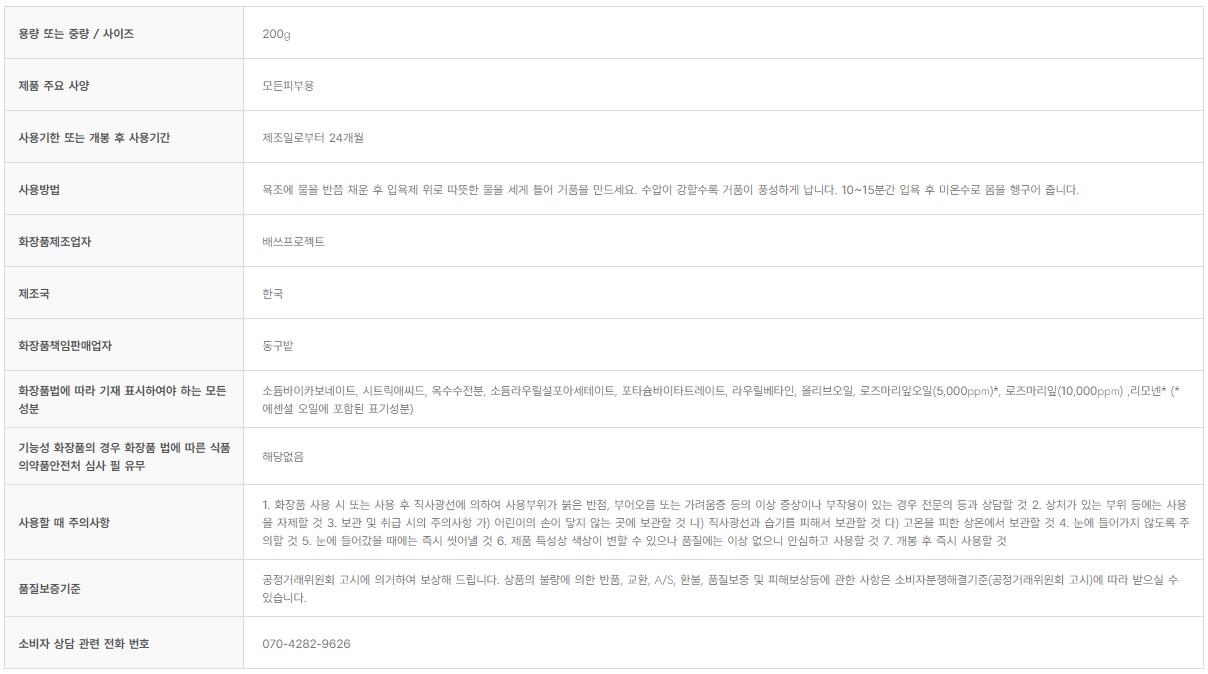 용량 또는 중량 / 사이즈
200g
제품 주요 사양
모든피부용
사용기한 또는 개봉 후 사용기간
제조일로부터 24개월
사용방법
욕조에 물을 반쯤 채운 후 입욕제 위로 따뜻한 물을 세게 틀어 거품을 만드세요. 수압이 강할수록 거품이 풍성하게 납니다. 10~15분간 입욕 후 미온수로 몸을 헹구어 줍니다.
화장품제조업자
배쓰프로젝트
제조국
한국
화장품책임판매업자
동구밭
화장품법에 따라 기재 표시하여야 하는 모든
성분
소듐바이카보네이트, 시트릭애씨드, 옥수수전분, 소듐라우릴설포아세테이트, 포타슘바이타트레이트, 라우릴베타인, 올리브오일, 로즈마리잎오일(5,000ppm)*, 로즈마리잎(10,000ppm) ,리모넨* (*
에센셜 오일에 포함된 표기성분)
기능성 화장품의 경우 화장품 법에 따른 식품
의약품안전처 심사 필 유무
해당없음
사용할 때 주의사항
1. 화장품 사용 시 또는 사용 후 직사광선에 의하여 사용부위가 붉은 반점, 부어오름 또는 가려움증 등의 이상 증상이나 부작용이 있는 경우 전문의 등과 상담할 것 2. 상처가 있는 부위 등에는 사용
을 자제할 것 3. 보관 및 취급 시의 주의사항 가) 어린이의 손이 닿지 않는 곳에 보관할 것 나) 직사광선과 습기를 피해서 보관할 것 다) 고온을 피한 상온에서 보관할 것 4. 눈에 들어가지 않도록 주
의할 것 5. 눈에 들어갔을 때에는 즉시 씻어낼 것 6. 제품 특성상 색상이 변할 수 있으나 품질에는 이상 없으니 안심하고 사용할 것 7. 개봉 후 즉시 사용할 것
품질보증기준
공정거래위원회 고시에 의거하여 보상해 드립니다. 상품의 불량에 의한 반품, 교환, A/S, 환불, 품질보증 및 피해보상등에 관한 사항은 소비자분쟁해결기준(공정거래위원회 고시)에 따라 받으실 수
있습니다.
소비자 상담 관련 전화 번호
070-4282-9626